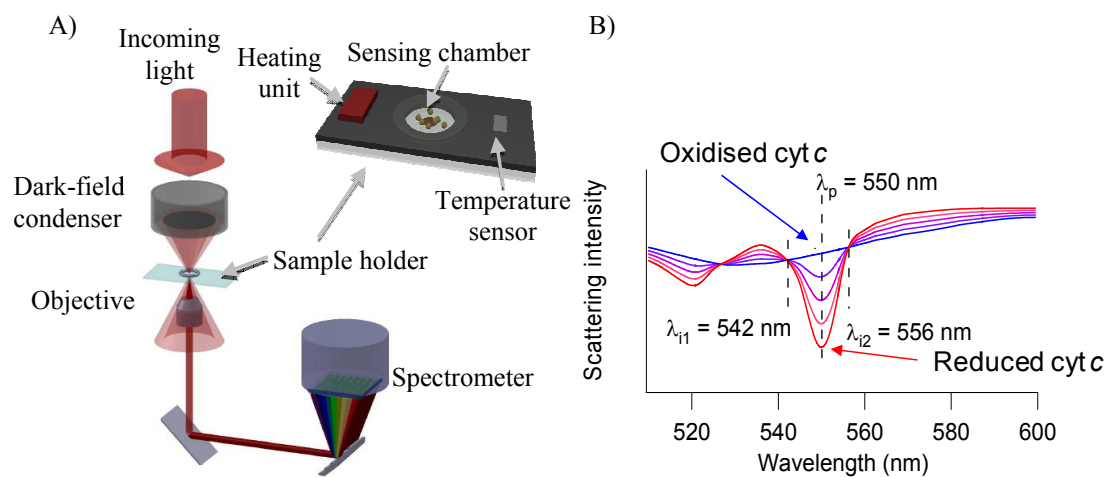 A)
Incoming
light
Heating
unit
Sensing chamber
Dark-field
condenser
Temperature
sensor
Sample holder
Objective
Spectrometer
B)
Oxidised cyt c
λp = 550 nm
λi1 = 542 nm
λi2 = 556 nm
Reduced cyt c
Scattering intensity
520 540 560 580 600
Wavelength (nm)